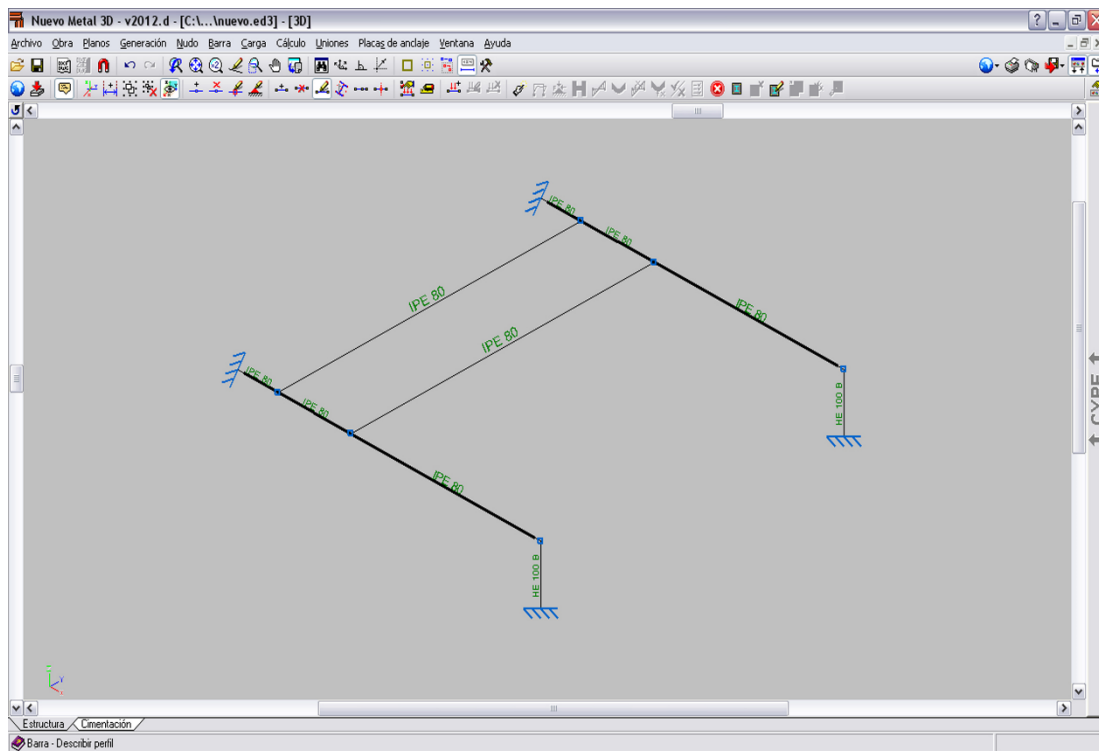 Nuevo Metal 3D - v2012.d - [C:\...\nuevo.ed3] - [3D]
Archivo Obra Planos Generación Nudo Barra Carga Cálculo Uniones Placas de anclaje Ventana Ayuda
IPE 80
IPE 80
IPE 80
IPE 80
IPE 80
IPE 80
IPE 80
IPE 80
HE 100 B
HE 100 B
CYPE
Estructura Cimentación
Barra - Describir perfil